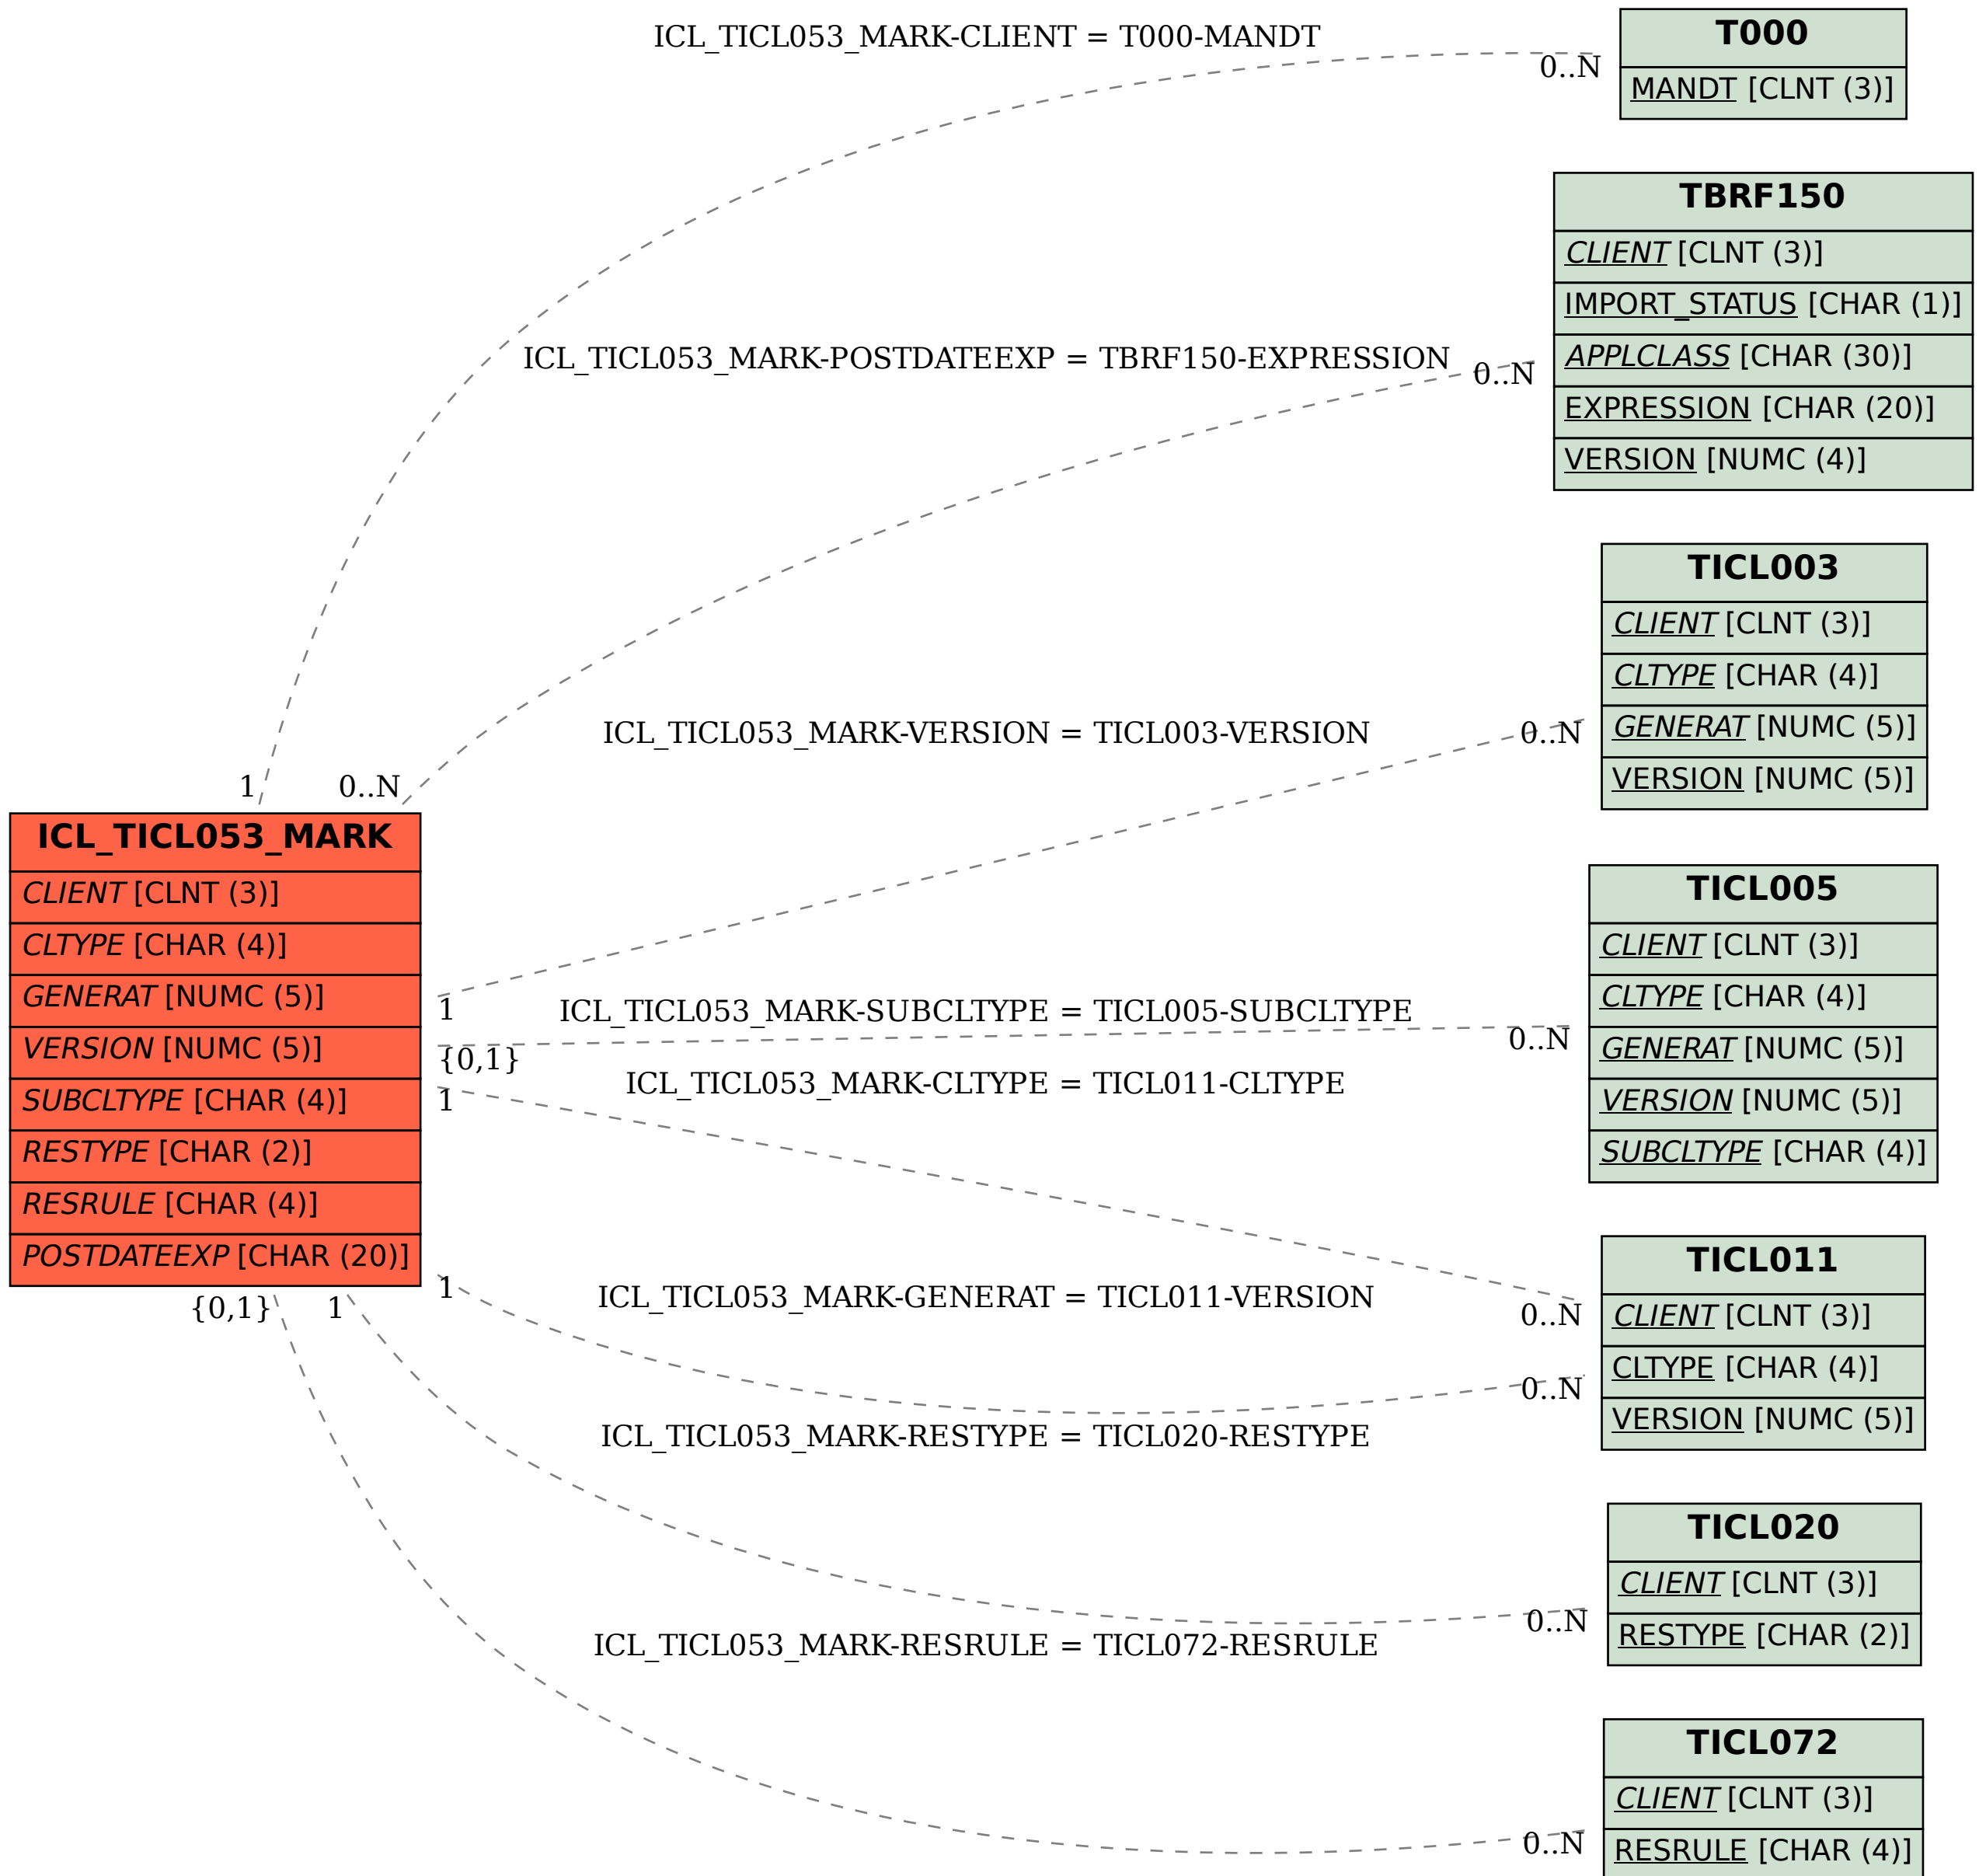 ICL_TICL053_MARK-CLIENT = T000-MANDT
0..N
T000
MANDT [CLNT (3)]
TBRF150
CLIENT [CLNT (3)]
IMPORT_STATUS [CHAR (1)]
APPLCLASS [CHAR (30)]
EXPRESSION [CHAR (20)]
VERSION [NUMC (4)]
ICL_TICL053_MARK-POSTDATEEXP = TBRF150-EXPRESSION
0..N
TICL003
CLIENT [CLNT (3)]
CLTYPE [CHAR (4)]
GENERAT [NUMC (5)]
VERSION [NUMC (5)]
ICL_TICL053_MARK-VERSION = TICL003-VERSION
0..N
1
0..N
ICL_TICL053_MARK
CLIENT [CLNT (3)]
CLTYPE [CHAR (4)]
GENERAT [NUMC (5)]
VERSION [NUMC (5)]
SUBCLTYPE [CHAR (4)]
RESTYPE [CHAR (2)]
RESRULE [CHAR (4)]
POSTDATEEXP [CHAR (20)]
1
ICL_TICL053_MARK-SUBCLTYPE = TICL005-SUBCLTYPE
0..N
{0,1}
ICL_TICL053_MARK-CLTYPE = TICL011-CLTYPE
1
TICL005
CLIENT [CLNT (3)]
CLTYPE [CHAR (4)]
GENERAT [NUMC (5)]
VERSION [NUMC (5)]
SUBCLTYPE [CHAR (4)]
1
ICL_TICL053_MARK-GENERAT = TICL011-VERSION
0..N
{0,1}
1
0..N
TICL011
CLIENT [CLNT (3)]
CLTYPE [CHAR (4)]
VERSION [NUMC (5)]
ICL_TICL053_MARK-RESTYPE = TICL020-RESTYPE
0..N
TICL020
CLIENT [CLNT (3)]
RESTYPE [CHAR (2)]
ICL_TICL053_MARK-RESRULE = TICL072-RESRULE
0..N
TICL072
CLIENT [CLNT (3)]
RESRULE [CHAR (4)]